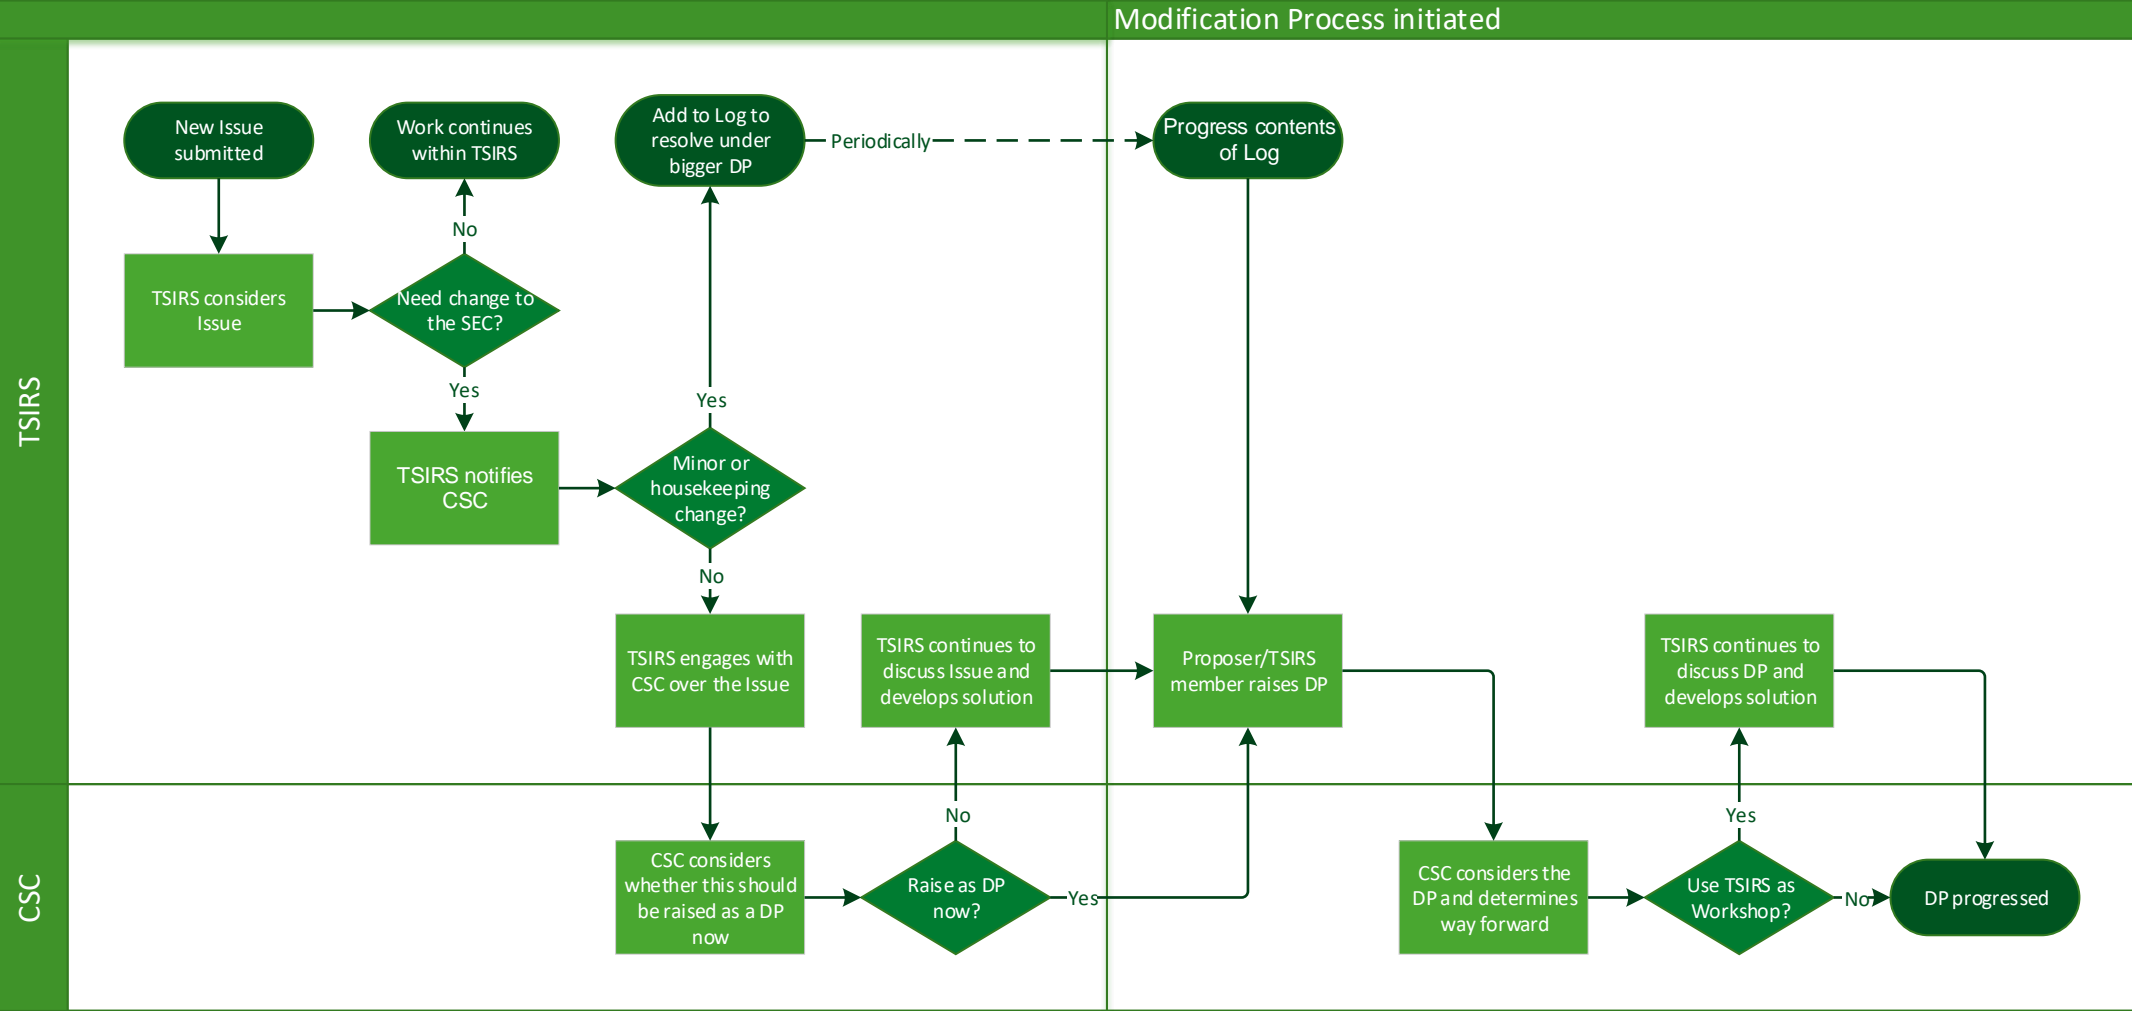 Modification Process initiated
TSIRS
New Issue
submitted
Work continues
within TSIRS
Add to Log to
resolve under
bigger DP
Periodically
Progress contents
of Log
No
TSIRS considers
Issue
Need change to
the SEC?
Yes
Yes
TSIRS notifies
CSC
Minor or
housekeeping
change?
No
TSIRS engages with
CSC over the Issue
TSIRS continues to
discuss Issue and
develops solution
Proposer/TSIRS
member raises DP
TSIRS continues to
discuss DP and
develops solution
CSC
No
Yes
CSC considers
whether this should
be raised as a DP
now
Raise as DP
now?
Yes
CSC considers the
DP and determines
way forward
Use TSIRS as
Workshop?
No
DP progressed